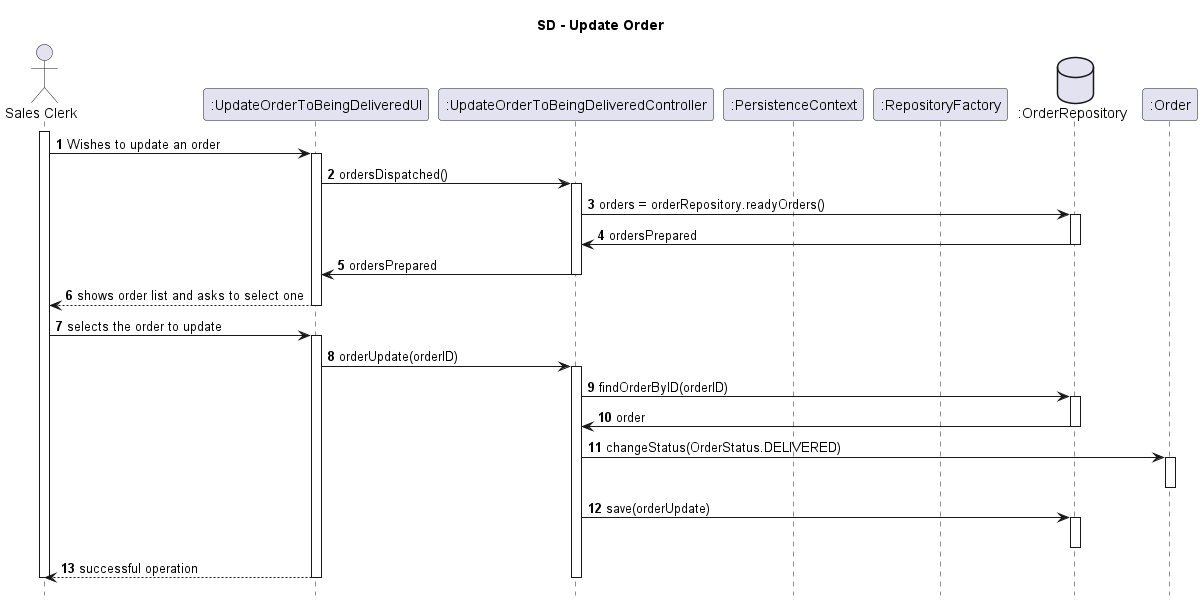 SD - Update Order
Sales Clerk
:UpdateOrderToBeingDeliveredUI
:UpdateOrderToBeingDeliveredController
:PersistenceContext
:RepositoryFactory
:OrderRepository
:Order
1 Wishes to update an order
2 ordersDispatched()
3 orders = orderRepository.readyOrders()
4 ordersPrepared
5 ordersPrepared
6 shows order list and asks to select one
7 selects the order to update
8 orderUpdate(orderID)
9 findOrderByID(orderID)
10 order
11 changeStatus(OrderStatus.DELIVERED)
12 save(orderUpdate)
13 successful operation